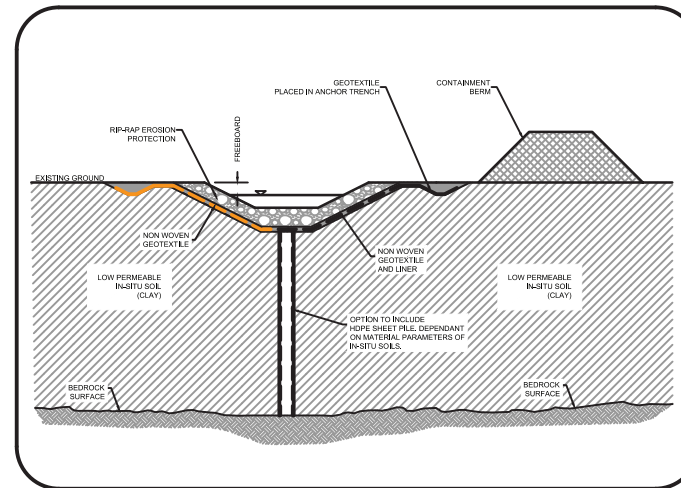 GEOTEXTILE
PLACED IN ANCHOR TRENCH
CONTAINMENT
BERM
RIP-RAP EROSION
PROTECTION
FREEBOARD
EXISTING GROUND
NON WOVEN
GEOTEXTILE
NON WOVEN
GEOTEXTILE
AND LINER
LOW PERMEABLE
IN-SITU SOIL
(CLAY)
LOW PERMEABLE
IN-SITU SOIL
(CLAY)
OPTION TO INCLUDE
HDPE SHEET PILE. DEPENDANT
ON MATERIAL PARAMETERS OF
IN-SITU SOILS.
BEDROCK
SURFACE
BEDROCK
SURFACE